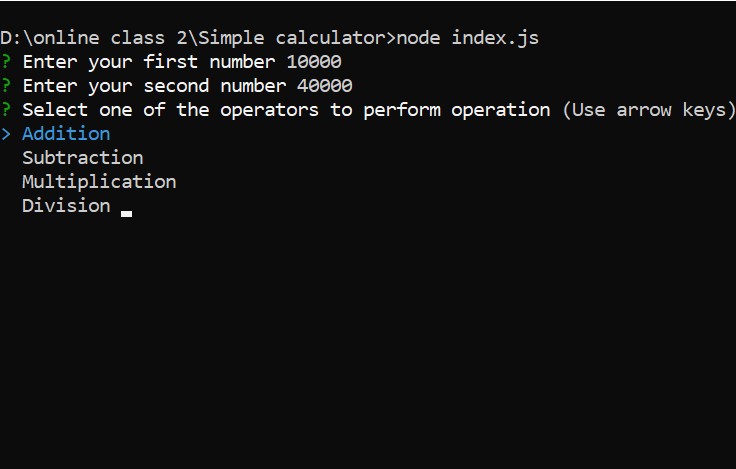 D:\online class 2\Simple calculator>node index.js
? Enter your first number 10000
? Enter your second number 40000
? Select one of the operators to perform operation (Use arrow keys)
> Addition
  Subtraction
  Multiplication
  Division